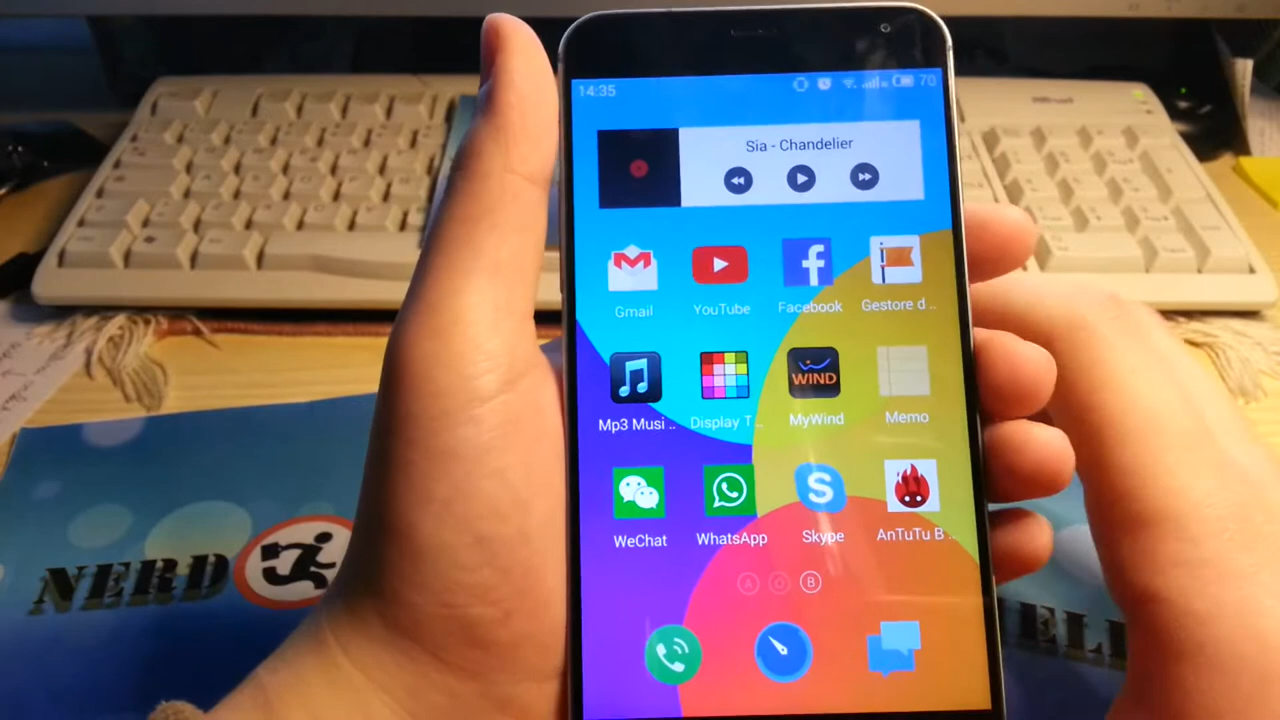 14:35 70
Sia - Chandelier
Gmail YouTube Facebook Gestore d ..
WIND
Mp3 Musi .. Display T .. MyWind Memo
WeChat WhatsApp Skype AnTuTu B ..
A B
NERD